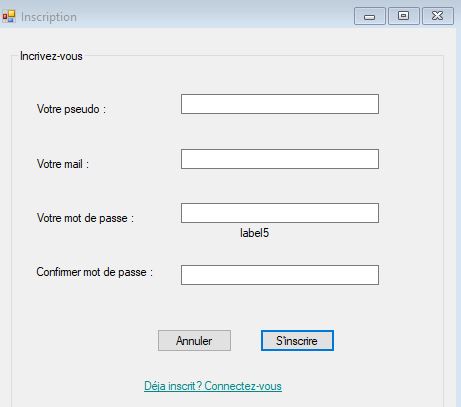 Inscription
Incrivez-vous
Votre pseudo :
Votre mail :
Votre mot de passe :
label5
Confirmer mot de passe :
Annuler S'inscrire
Déja inscrit? Connectez-vous